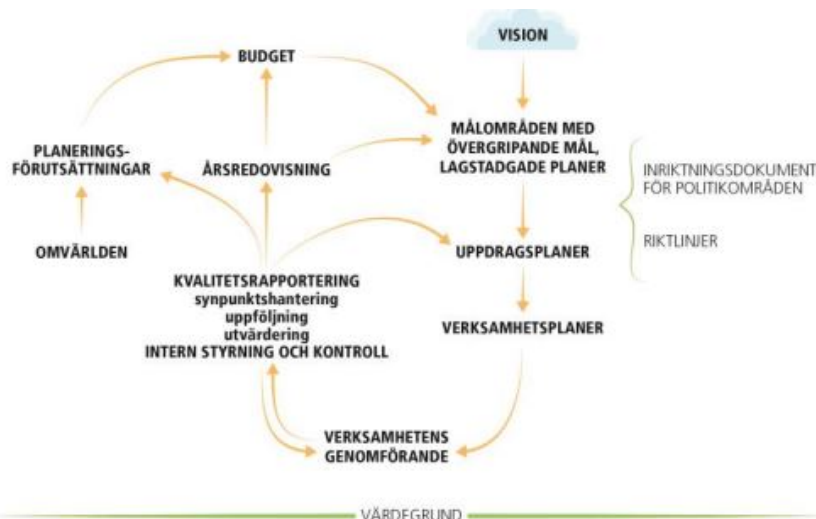 VISION
BUDGET
MÅLOMRÅDEN MED
ÖVERGRIPANDE MÅL,
LAGSTADGADE PLANER
PLANERINGS-
FÖRUTSÄTTNINGAR
ÅRSREDOVISNING
INRIKTNINGSDOKUMENT
FÖR POLITIKOMRÅDEN
RIKTLINJER
OMVÄRLDEN
UPPDRAGSPLANER
KVALITETSRAPPORTERING
synpunktshantering
uppföljning
utvärdering
INTERN STYRNING OCH KONTROLL
VERKSAMHETSPLANER
VERKSAMHETENS
GENOMFÖRANDE
VÄRDEGRUND